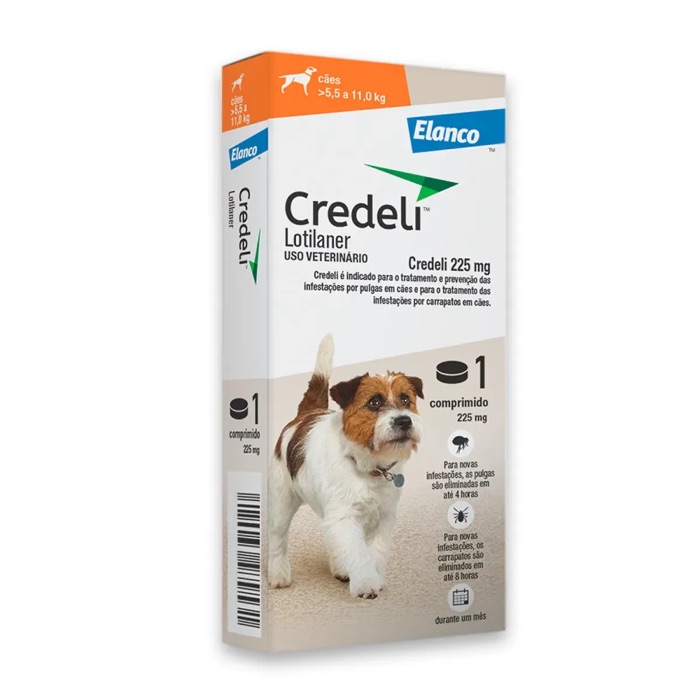 cães
>5,5 a
11,0 kg
Elanco
Credeli
Lotilaner
1
comprimido
225 mg
cães
>5,5 a 11,0 kg
Elanco™
Credeli™
Lotilaner
USO VETERINÁRIO
Credeli 225 mg
Credeli é indicado para o tratamento e prevenção das
infestações por pulgas em cães e para o tratamento das
infestações por carrapatos em cães.
1
comprimido
225 mg
Para novas
infestações, as pulgas
são eliminadas em
até 4 horas
Para novas
infestações, os
carrapatos são
eliminados em
até 8 horas
durante um mês